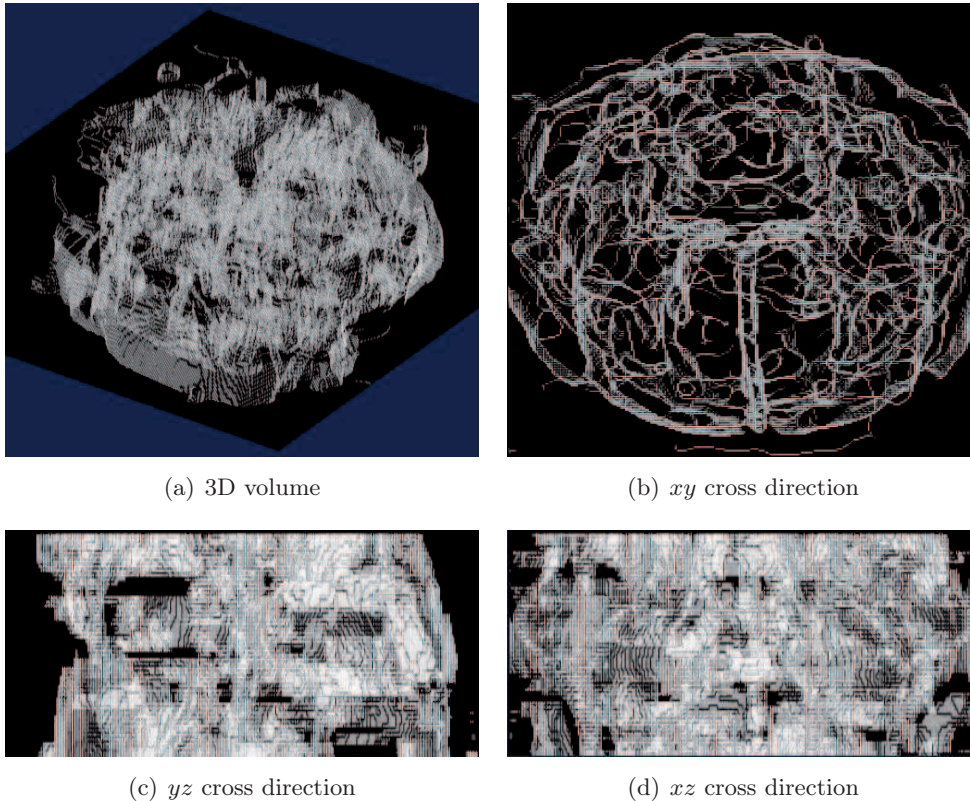 (a) 3D volume
(b) xy cross direction
(c) yz cross direction
(d) xz cross direction